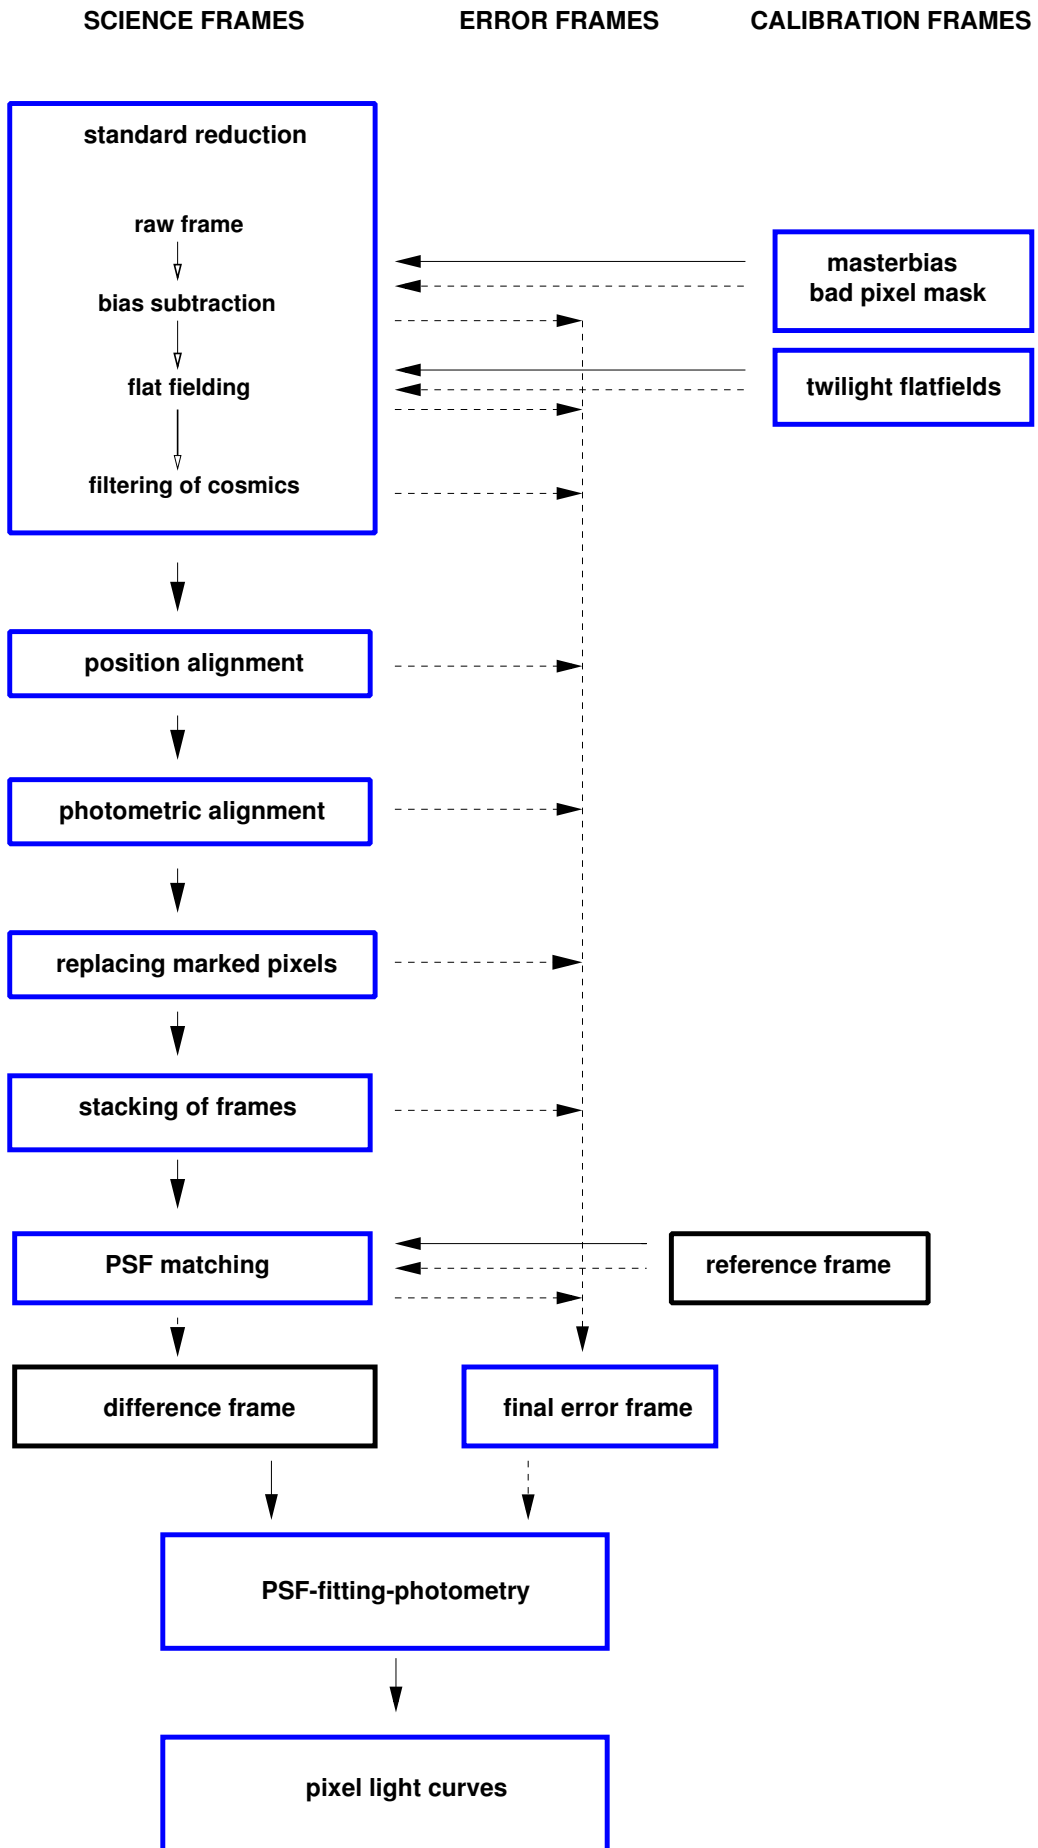 SCIENCE FRAMES
ERROR FRAMES
CALIBRATION FRAMES
standard reduction
raw frame
masterbias
bad pixel mask
bias subtraction
flat fielding
twilight flatfields
filtering of cosmics
position alignment
photometric alignment
replacing marked pixels
stacking of frames
PSF matching
reference frame
difference frame
final error frame
PSF-fitting-photometry
pixel light curves